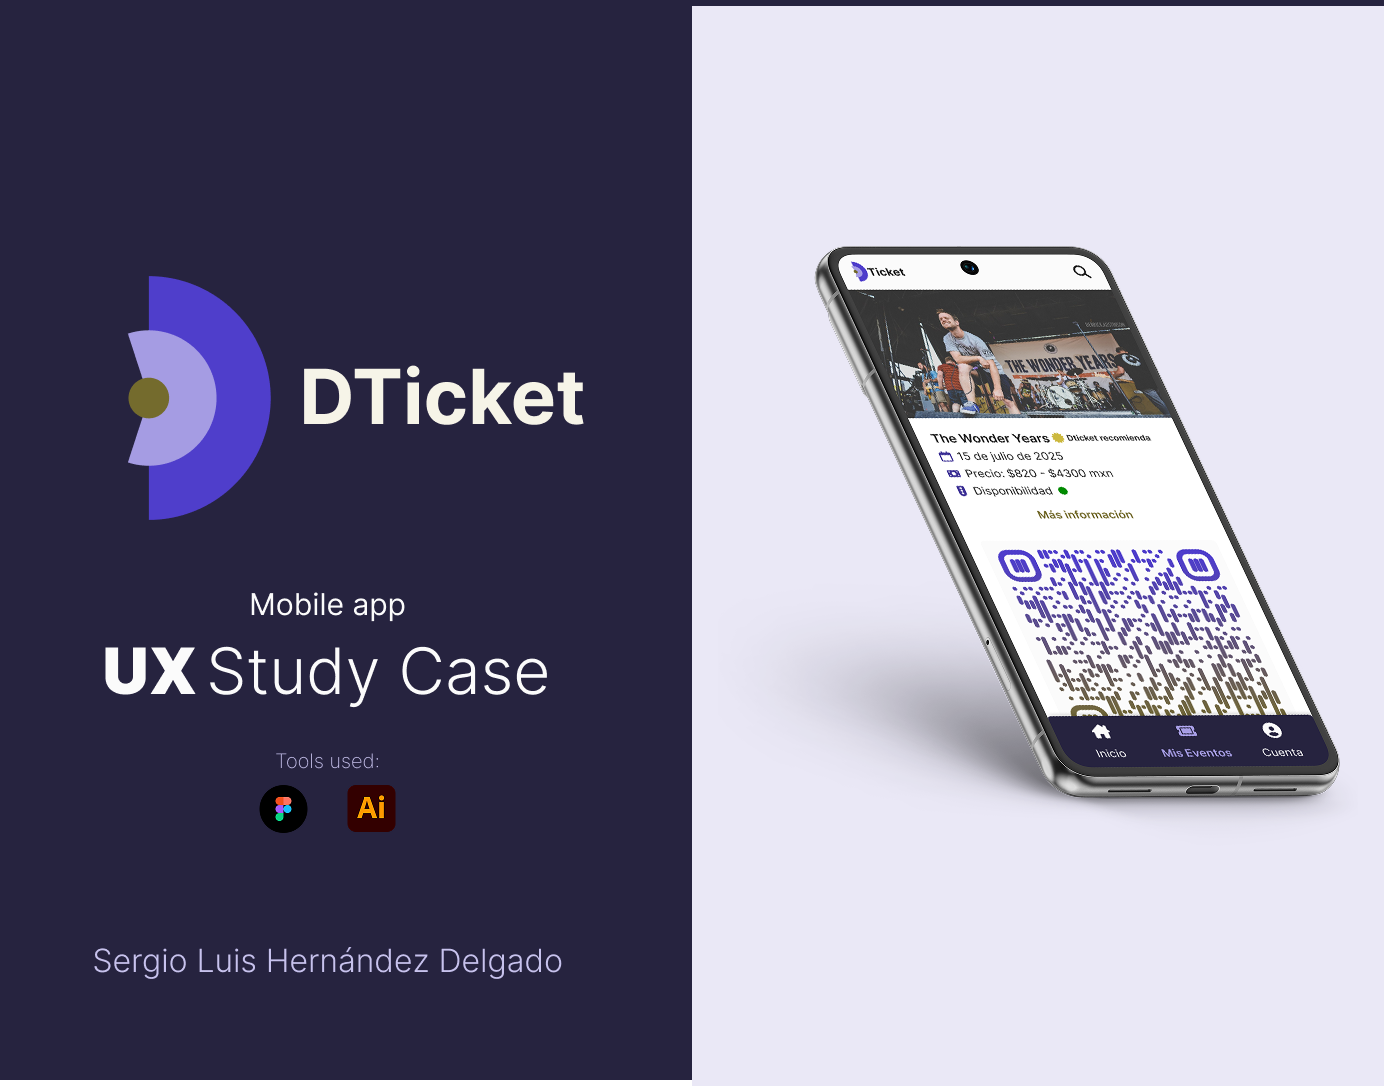 DTicket
Mobile app
UX Study Case
Tools used:
Ai
Sergio Luis Hernández Delgado
Ticket
THE WONDER YEARS
The Wonder Years Dticket recomienda
15 de julio de 2025
Precio: $820 - $4300 mxn
Disponibilidad
Más información
Inicio
Mis Eventos
Cuenta